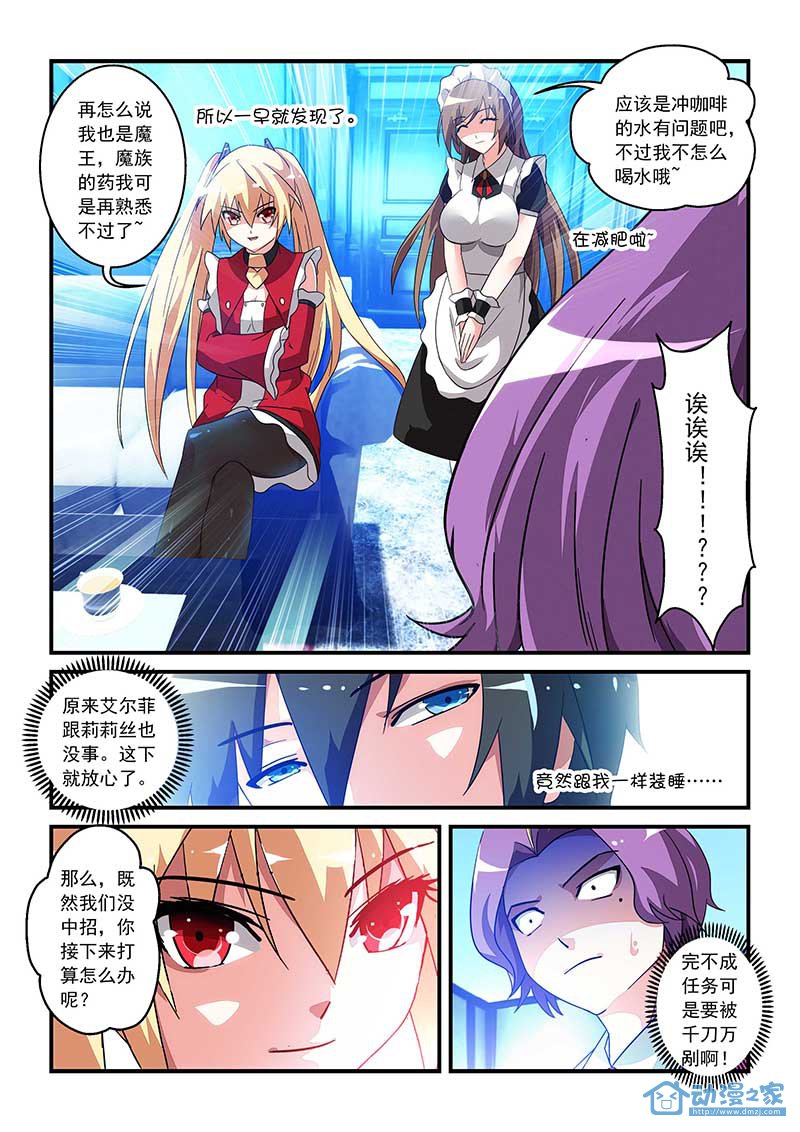 再怎么说
我也是魔
王，魔族
的药我可
是再熟悉
不过了~
所以一早就发现了。
应该是冲咖啡
的水有问题吧，
不过我不怎么
喝水哦~
在减肥啦~
诶诶诶！！！？？？
原来艾尔菲
跟莉莉丝也
没事。这下
就放心了。
竟然跟我一样装睡……
那么，既
然我们没
中招，你
接下来打
算怎么办
呢？
完不成
任务可
是要被
千刀万
剐啊！
动漫之家
http://www.dmzj.com